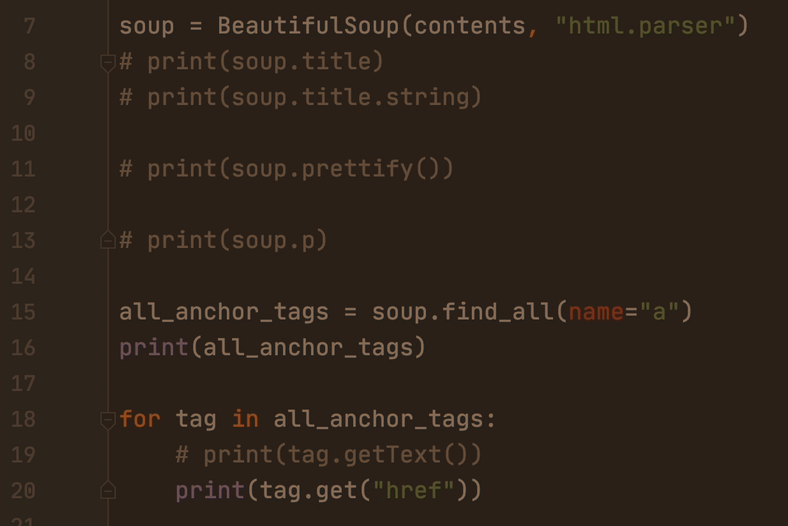 7 soup = BeautifulSoup(contents, "html.parser")
8 # print(soup.title)
9 # print(soup.title.string)
10
11 # print(soup.prettify())
12
13 # print(soup.p)
14
15 all_anchor_tags = soup.find_all(name="a")
16 print(all_anchor_tags)
17
18 for tag in all_anchor_tags:
19     # print(tag.getText())
20     print(tag.get("href"))
21